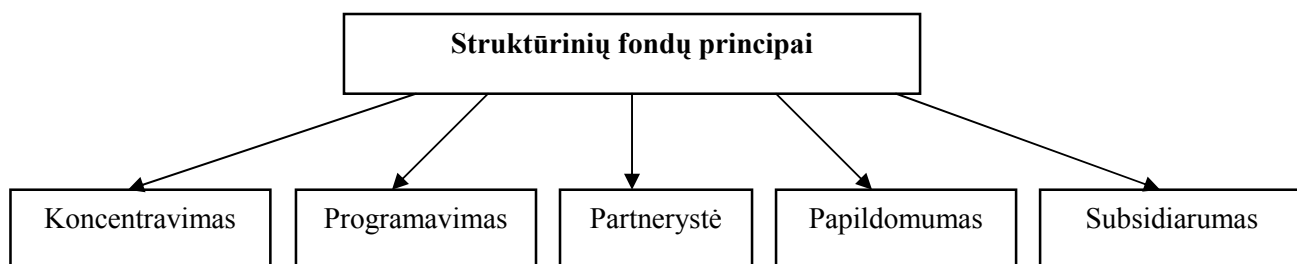 Struktūrinių fondų principai
Koncentravimas
Programavimas
Partnerystė
Papildomumas
Subsidiarumas